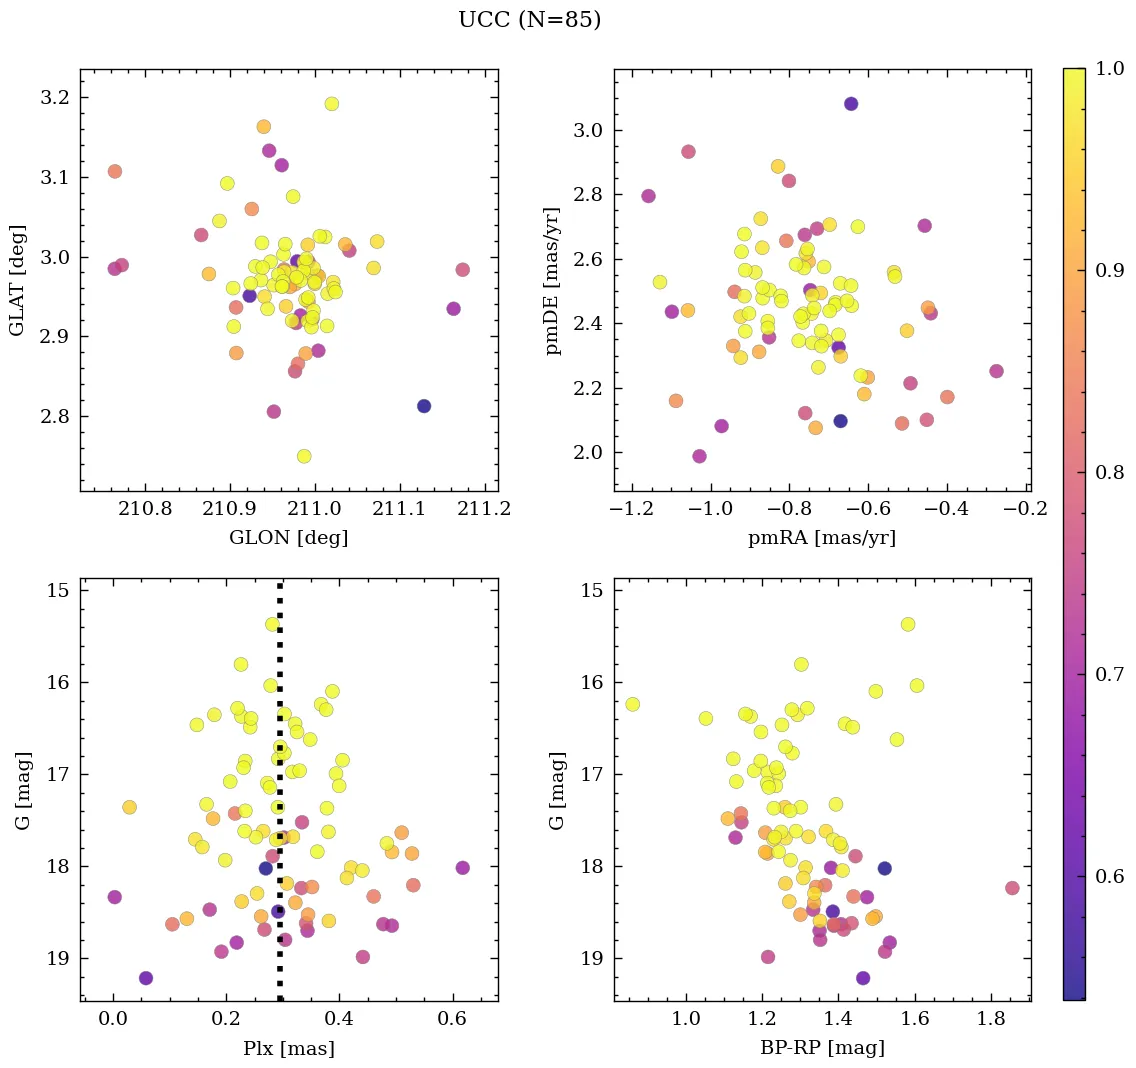 UCC (N=85)
3.2
3.1
3.0
2.9
2.8
GLAT [deg]
210.8 210.9 211.0 211.1 211.2
GLON [deg]
3.0
2.8
2.6
2.4
2.2
2.0
pmDE [mas/yr]
−1.2 −1.0 −0.8 −0.6 −0.4 −0.2
pmRA [mas/yr]
15
16
17
18
19
G [mag]
0.0 0.2 0.4 0.6
Plx [mas]
15
16
17
18
19
G [mag]
1.0 1.2 1.4 1.6 1.8
BP-RP [mag]
1.0
0.9
0.8
0.7
0.6